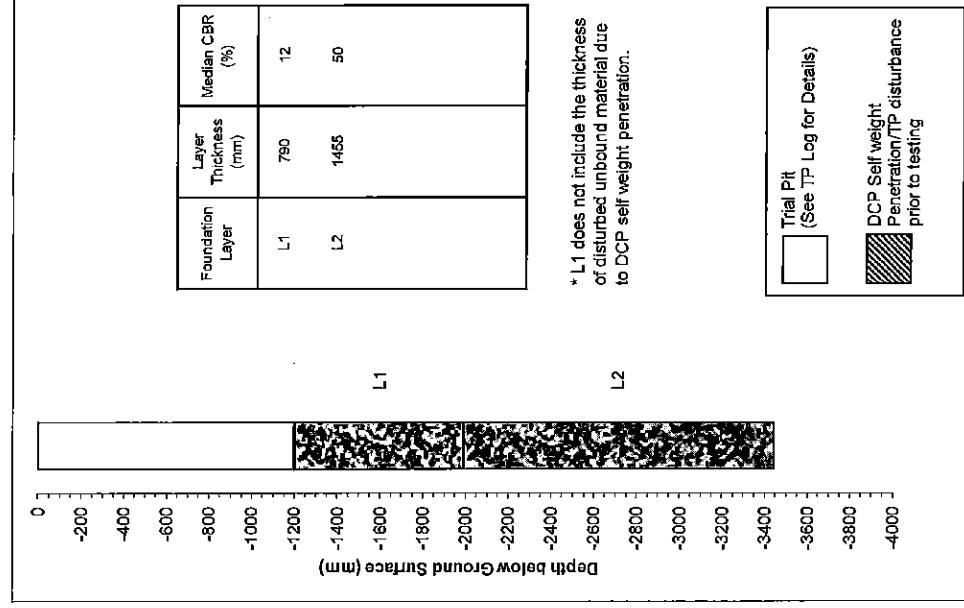 Depth below Ground Surface (mm)
0
-200
-400
-600
-800
-1000
-1200
-1400
-1600
-1800
-2000
-2200
-2400
-2600
-2800
-3000
-3200
-3400
-3600
-3800
-4000
L1
L2
Foundation Layer
Layer Thickness (mm)
Median CBR (%)
L1 790 12
L2 1455 50
* L1 does not include the thickness
of disturbed unbound material due
to DCP self weight penetration.
Trial Pit
(See TP Log for Details)
DCP Self weight
Penetration/TP disturbance
prior to testing